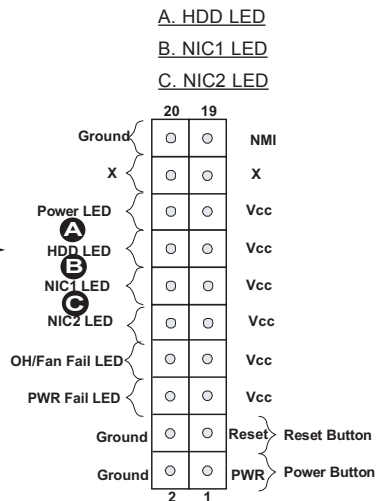 A. HDD LED
B. NIC1 LED
C. NIC2 LED
20 19
Ground NMI
X X
Power LED Vcc
A
HDD LED Vcc
B
NIC1 LED Vcc
C
NIC2 LED Vcc
OH/Fan Fail LED Vcc
PWR Fail LED Vcc
Ground Reset Reset Button
Ground PWR Power Button
2 1